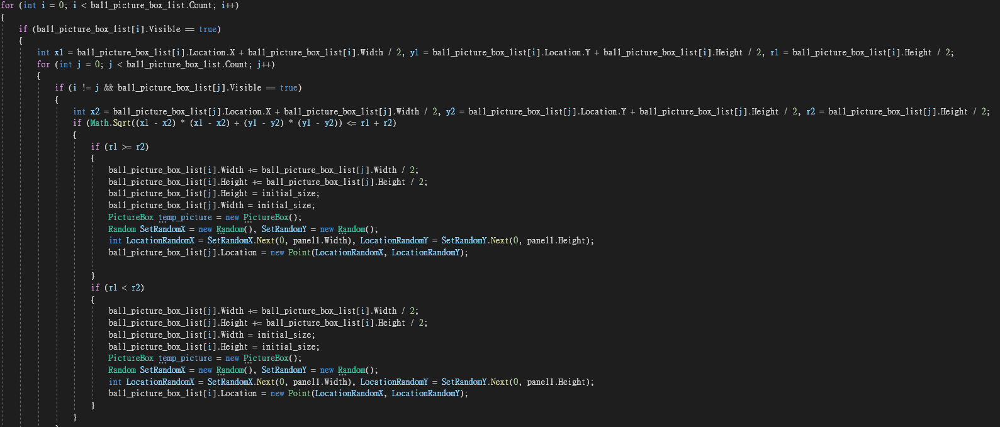 for (int i = 0; i < ball_picture_box_list.Count; i++)
{
if (ball_picture_box_list[i].Visible == true)
{
int x1 = ball_picture_box_list[i].Location.X + ball_picture_box_list[i].Width / 2, y1 = ball_picture_box_list[i].Location.Y + ball_picture_box_list[i].Height / 2, r1 = ball_picture_box_list[i].Height / 2;
for (int j = 0; j < ball_picture_box_list.Count; j++)
{
if (i != j && ball_picture_box_list[j].Visible == true)
{
int x2 = ball_picture_box_list[j].Location.X + ball_picture_box_list[j].Width / 2, y2 = ball_picture_box_list[j].Location.Y + ball_picture_box_list[j].Height / 2, r2 = ball_picture_box_list[j].Height / 2;
if (Math.Sqrt((x1 - x2) * (x1 - x2) + (y1 - y2) * (y1 - y2)) <= r1 + r2)
{
if (r1 >= r2)
{
ball_picture_box_list[i].Width += ball_picture_box_list[j].Width / 2;
ball_picture_box_list[i].Height += ball_picture_box_list[j].Height / 2;
ball_picture_box_list[j].Height = initial_size;
ball_picture_box_list[j].Width = initial_size;
PictureBox temp_picture = new PictureBox();
Random SetRandomX = new Random(), SetRandomY = new Random();
int LocationRandomX = SetRandomX.Next(0, panel1.Width), LocationRandomY = SetRandomY.Next(0, panel1.Height);
ball_picture_box_list[j].Location = new Point(LocationRandomX, LocationRandomY);
}
if (r1 < r2)
{
ball_picture_box_list[j].Width += ball_picture_box_list[i].Width / 2;
ball_picture_box_list[j].Height += ball_picture_box_list[i].Height / 2;
ball_picture_box_list[i].Width = initial_size;
ball_picture_box_list[i].Height = initial_size;
PictureBox temp_picture = new PictureBox();
Random SetRandomX = new Random(), SetRandomY = new Random();
int LocationRandomX = SetRandomX.Next(0, panel1.Width), LocationRandomY = SetRandomY.Next(0, panel1.Height);
ball_picture_box_list[i].Location = new Point(LocationRandomX, LocationRandomY);
}
}
}